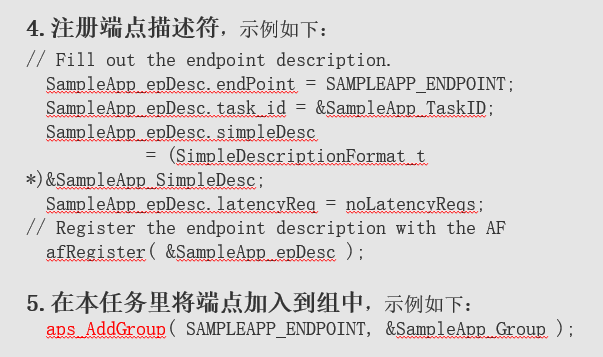 4.注册端点描述符，示例如下：
// Fill out the endpoint description.
SampleApp_epDesc.endPoint = SAMPLEAPP_ENDPOINT;
SampleApp_epDesc.task_id = &SampleApp_TaskID;
SampleApp_epDesc.simpleDesc
= (SimpleDescriptionFormat_t
*)&SampleApp_SimpleDesc;
SampleApp_epDesc.latencyReq = noLatencyReqs;
// Register the endpoint description with the AF
afRegister( &SampleApp_epDesc );
5.在本任务里将端点加入到组中，示例如下：
aps_AddGroup( SAMPLEAPP_ENDPOINT, &SampleApp_Group );